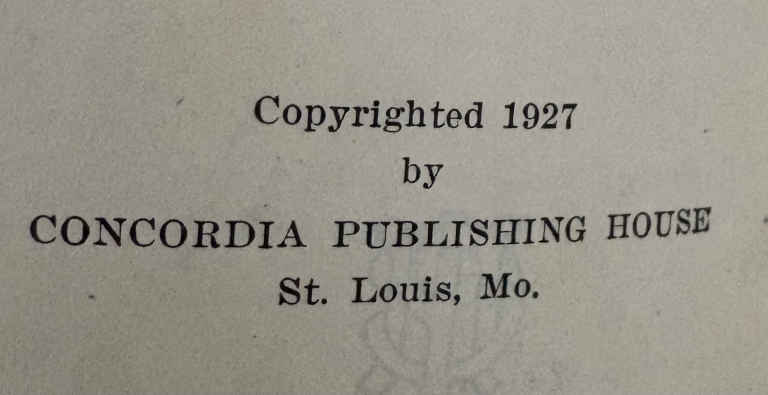 Copyrighted 1927
by
CONCORDIA PUBLISHING HOUSE
St. Louis, Mo.